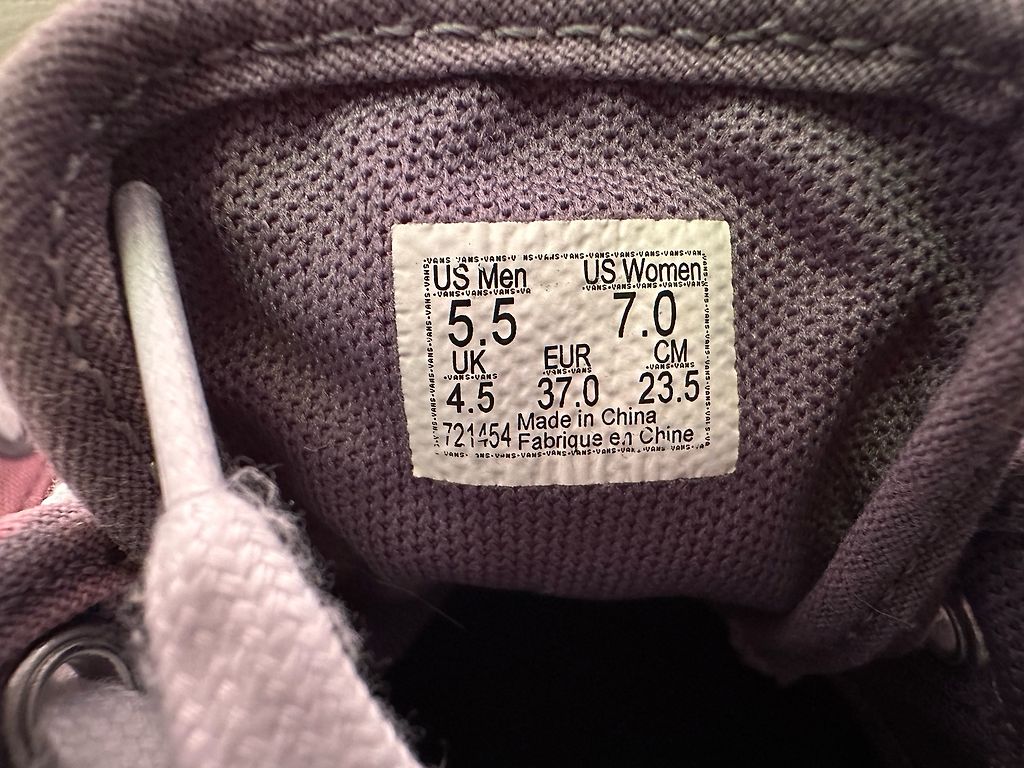 US Men US Women
5.5 7.0
UK EUR CM
4.5 37.0 23.5
721454 Made in China
Fabriqué en Chine